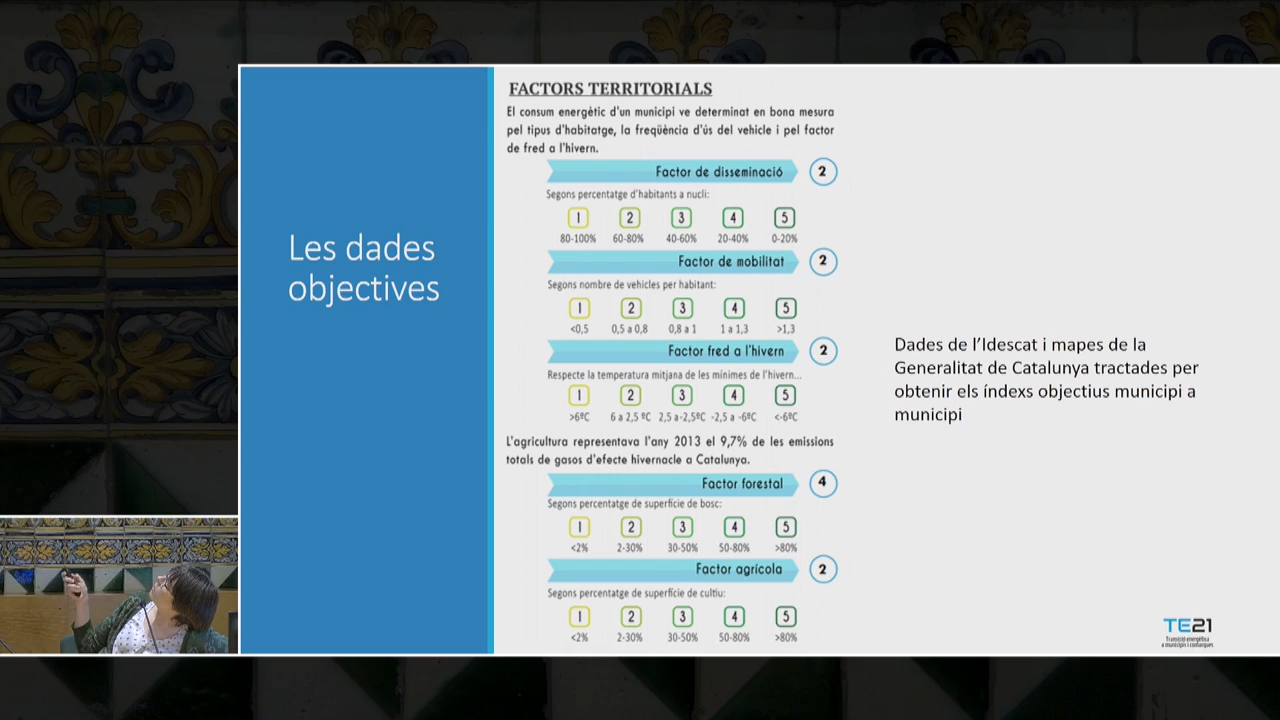 Les dades
objectives
FACTORS TERRITORIALS
El consum energètic d'un municipi ve determinat en bona mesura
pel tipus d'habitatge, la freqüència d'ús del vehicle i pel factor
de fred a l'hivern.
Factor de disseminació 2
Segons percentatge d'habitants a nucli:
1 2 3 4 5
80-100% 60-80% 40-60% 20-40% 0-20%
Factor de mobilitat 2
Segons nombre de vehicles per habitant:
1 2 3 4 5
<0,5 0,5 a 0,8 0,8 a 1 1 a 1,3 >1,3
Factor fred a l'hivern 2
Respecte la temperatura mitjana de les mínimes de l'hivern...
1 2 3 4 5
>6ºC 6 a 2,5 ºC 2,5 a-2,5ºC -2,5 a -6ºC <-6ºC
L'agricultura representava l'any 2013 el 9,7% de les emissions
totals de gasos d'efecte hivernacle a Catalunya.
Factor forestal 4
Segons percentatge de superfície de bosc:
1 2 3 4 5
<2% 2-30% 30-50% 50-80% >80%
Factor agrícola 2
Segons percentatge de superfície de cultiu:
1 2 3 4 5
<2% 2-30% 30-50% 50-80% >80%
Dades de l'Idescat i mapes de la
Generalitat de Catalunya tractades per
obtenir els índexs objectius municipi a
municipi
TE21
Transició energètica
a municipis i comarques